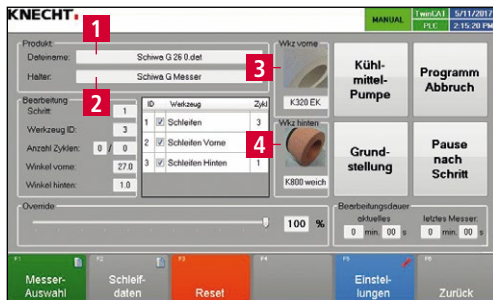 KNECHT.
MANUAL
TwinCAT
PLC
5/11/2017
2:15:20 PM
1
Produkt:
Dateiname:
Schiwa G 26 0.dat
Halter:
Schiwa G Messer
2
Wkz vorne
3
K320 EK
Kühl-
mittel-
Pumpe
Programm
Abbruch
Bearbeitung
Schritt:
1
Werkzeug ID:
3
Anzahl Zyklen:
0 / 0
Winkel vorne:
27.0
Winkel hinten:
1.0
ID Werkzeug Zykl
1 Schleifen 3
2 Schleifen Vorne 1
3 Schleifen Hinten 1
Wkz hinten
4
K800 weich
Grund-
stellung
Pause
nach
Schritt
Override
100 %
Bearbeitungsdauer
aktuelles
0 min. 00 s
letztes Messer:
0 min. 00 s
F1
Messer-
Auswahl
F2
Schleif-
daten
F3
Reset
F4
F5
Einstel-
lungen
F6
Zurück